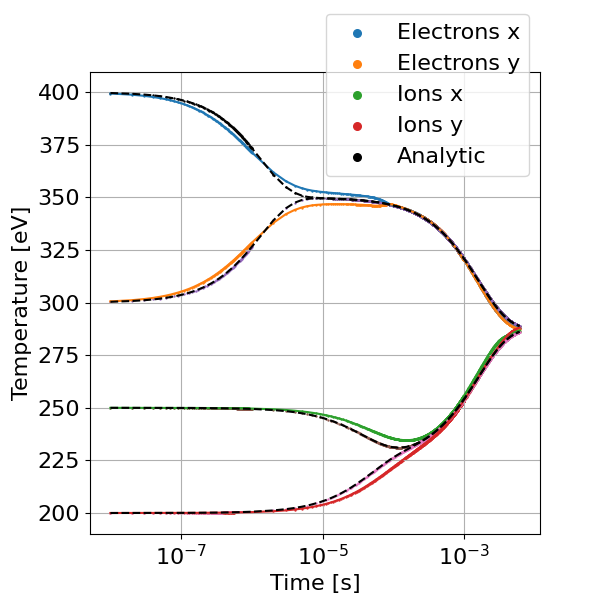 Electrons x
Electrons y
Ions x
Ions y
Analytic
400
375
350
325
300
275
250
225
200
Temperature [eV]
10⁻⁷
10⁻⁵
10⁻³
Time [s]